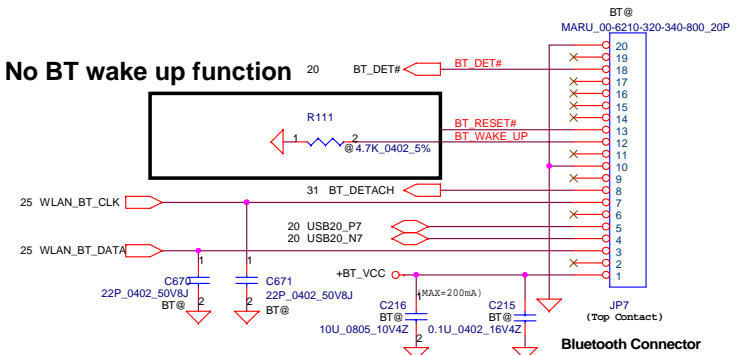 BT@
MARU_00-6210-320-340-800_20P
No BT wake up function
20 BT_DET#
BT_DET#
20
19
18
17
16
15
14
13
12
11
10
9
8
7
6
5
4
3
2
1
R111
1 2
@ 4.7K_0402_5%
BT_RESET#
BT_WAKE_UP
31 BT_DETACH
25 WLAN_BT_CLK
20 USB20_P7
20 USB20_N7
25 WLAN_BT_DATA
1
C670
22P_0402_50V8J
BT@
2
1
C671
22P_0402_50V8J
BT@
2
+BT_VCC
(MAX=200mA)
1
C216
BT@
10U_0805_10V4Z
2
C215
BT@
0.1U_0402_16V4Z
JP7
(Top Contact)
Bluetooth Connector